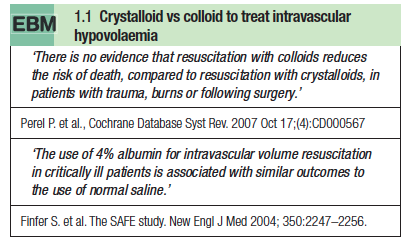 EBM
1.1 Crystalloid vs colloid to treat intravascular
hypovolaemia
‘There is no evidence that resuscitation with colloids reduces
the risk of death, compared to resuscitation with crystalloids, in
patients with trauma, burns or following surgery.’
Perel P. et al., Cochrane Database Syst Rev. 2007 Oct 17;(4):CD000567
‘The use of 4% albumin for intravascular volume resuscitation
in critically ill patients is associated with similar outcomes to
the use of normal saline.’
Finfer S. et al. The SAFE study. New Engl J Med 2004; 350:2247–2256.